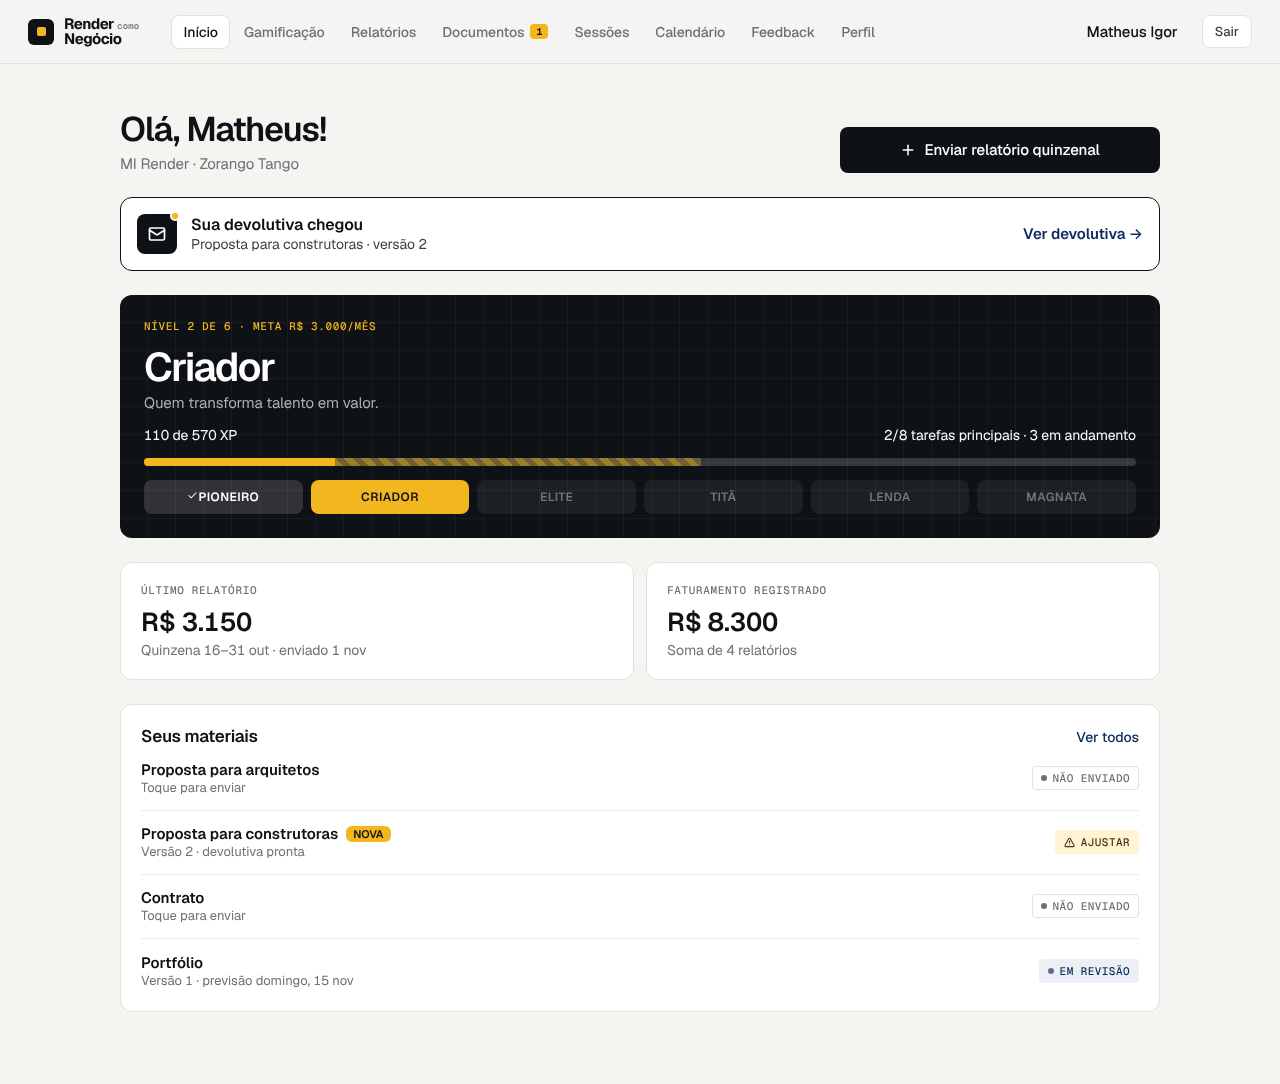 Render como
Negócio
Início
Gamificação
Relatórios
Documentos 1
Sessões
Calendário
Feedback
Perfil
Matheus Igor
Sair
Olá, Matheus!
MI Render · Zorango Tango
+ Enviar relatório quinzenal
Sua devolutiva chegou
Proposta para construtoras · versão 2
Ver devolutiva →
NÍVEL 2 DE 6 · META R$ 3.000/MÊS
Criador
Quem transforma talento em valor.
110 de 570 XP
2/8 tarefas principais · 3 em andamento
✓ PIONEIRO
CRIADOR
ELITE
TITÃ
LENDA
MAGNATA
ÚLTIMO RELATÓRIO
R$ 3.150
Quinzena 16–31 out · enviado 1 nov
FATURAMENTO REGISTRADO
R$ 8.300
Soma de 4 relatórios
Seus materiais
Ver todos
Proposta para arquitetos
Toque para enviar
NÃO ENVIADO
Proposta para construtoras NOVA
Versão 2 · devolutiva pronta
AJUSTAR
Contrato
Toque para enviar
NÃO ENVIADO
Portfólio
Versão 1 · previsão domingo, 15 nov
EM REVISÃO